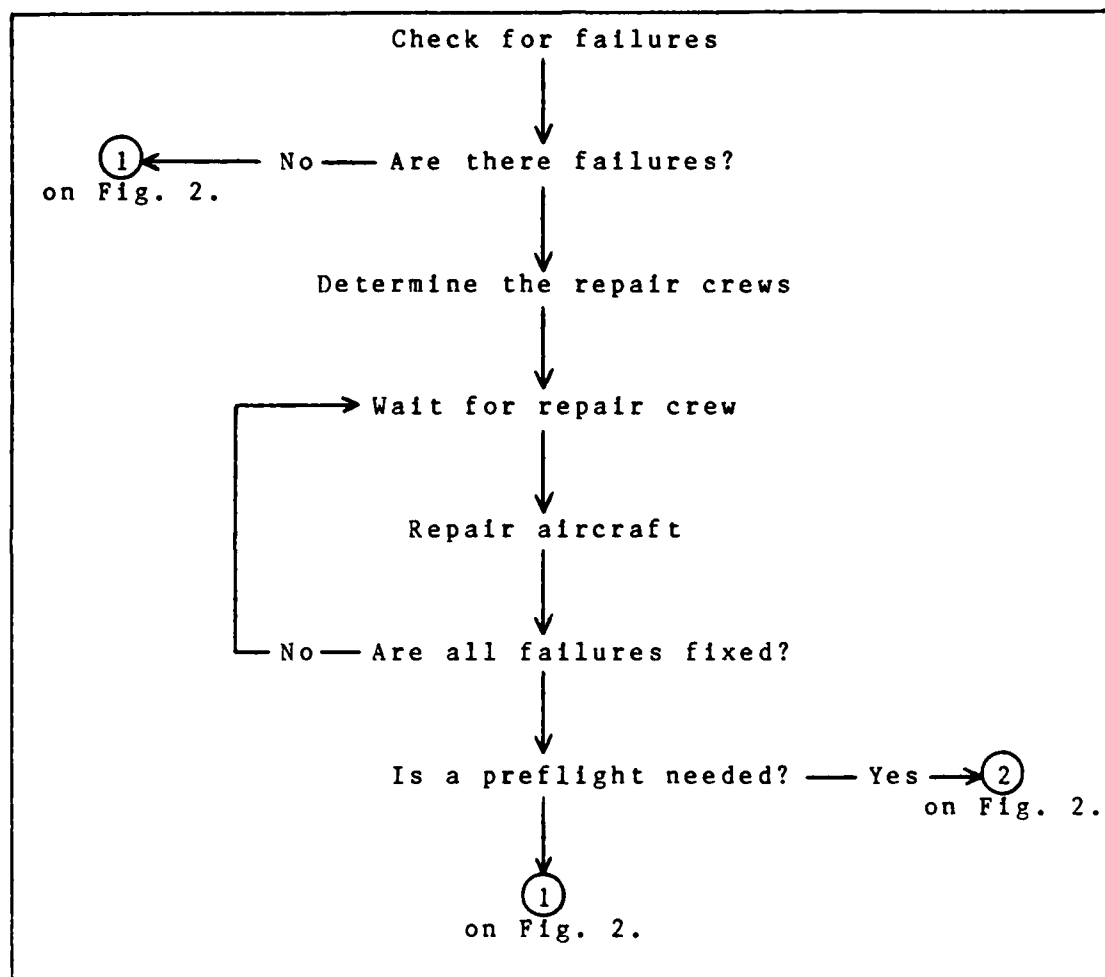 Check for failures
1 No Are there failures?
on Fig. 2.
Determine the repair crews
Wait for repair crew
Repair aircraft
No Are all failures fixed?
Is a preflight needed? Yes 2
on Fig. 2.
1
on Fig. 2.